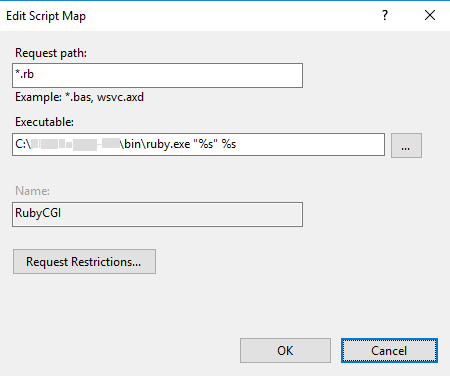 Edit Script Map
?
Request path:
*.rb
Example: *.bas, wsvc.axd
Executable:
C:\ \bin\ruby.exe "%s" %s
...
Name:
RubyCGI
Request Restrictions...
OK
Cancel